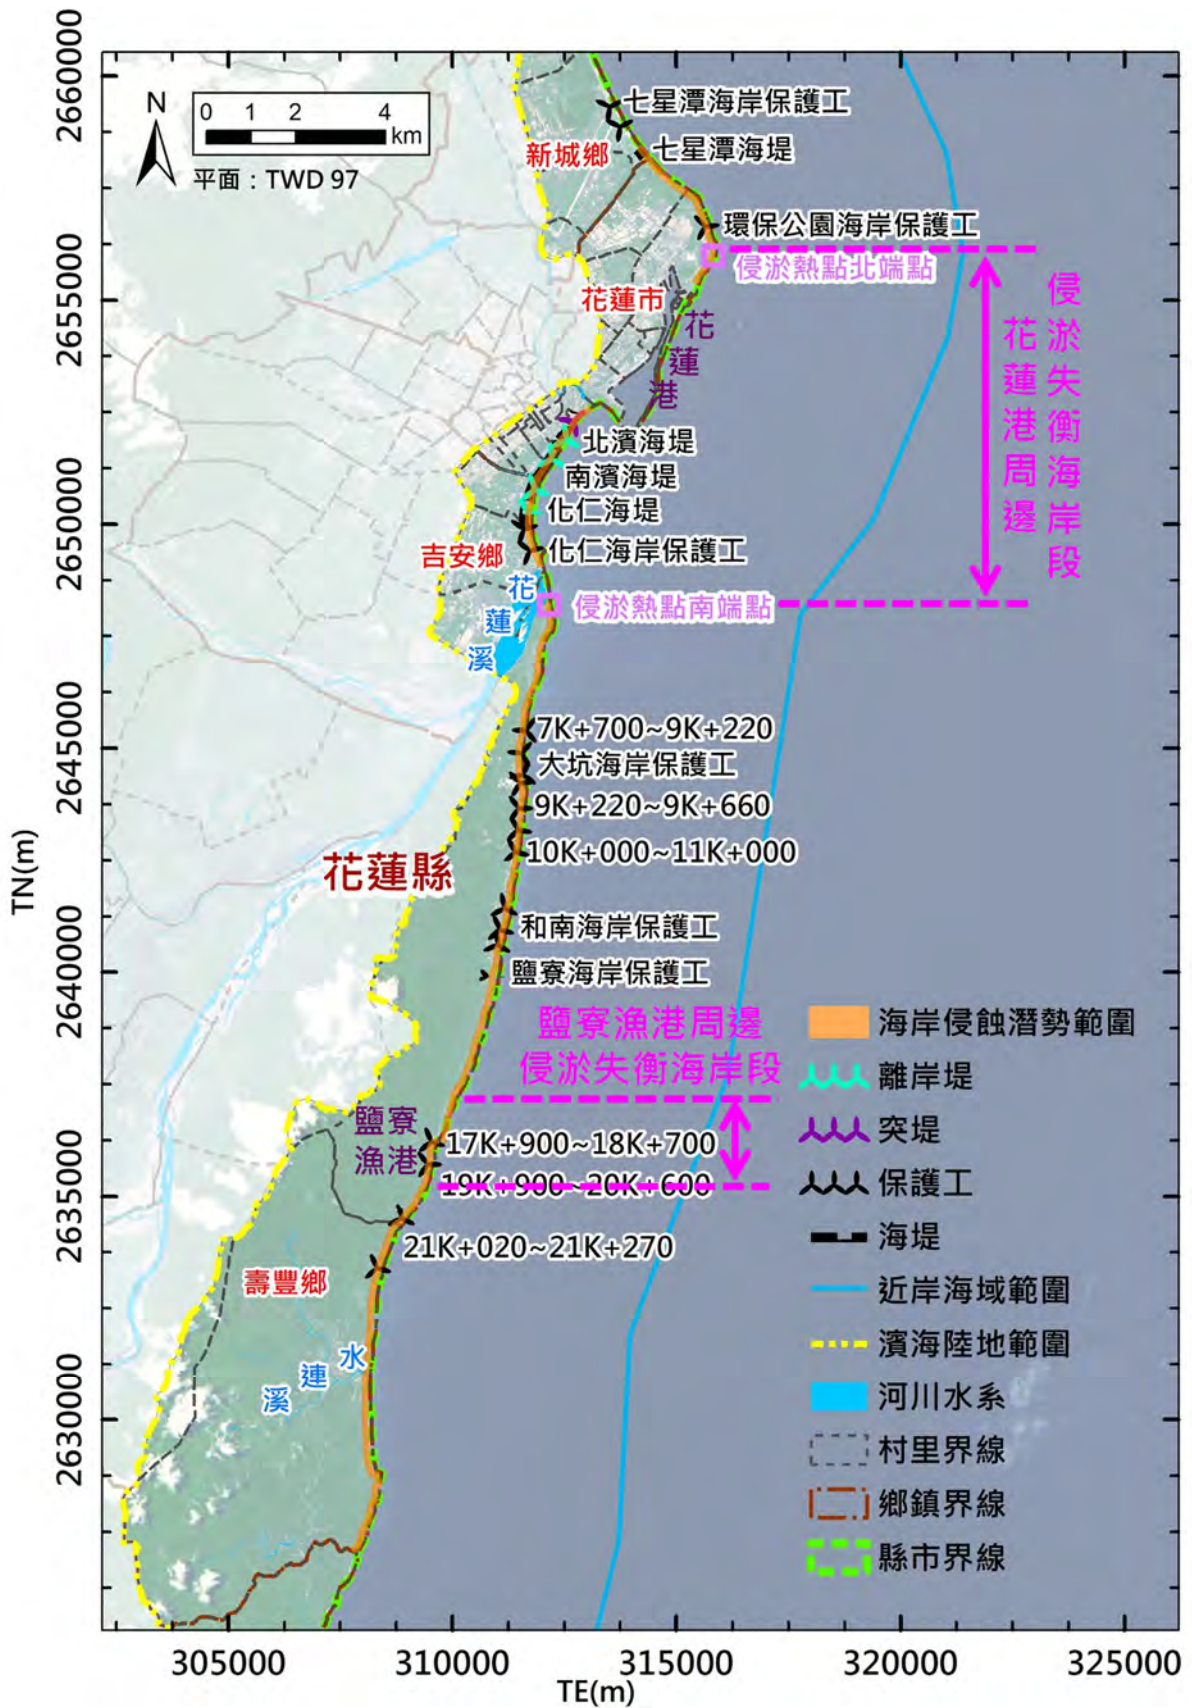 N
0 1 2 4
km
平面：TWD 97
七星潭海岸保護工
新城鄉
七星潭海堤
環保公園海岸保護工
侵淤熱點北端點
花蓮市
花蓮港
花蓮港周邊
侵淤失衡海岸段
北濱海堤
南濱海堤
化仁海堤
吉安鄉
化仁海岸保護工
花蓮溪
侵淤熱點南端點
7K+700~9K+220
大坑海岸保護工
9K+220~9K+660
10K+000~11K+000
花蓮縣
和南海岸保護工
鹽寮海岸保護工
鹽寮漁港周邊
侵淤失衡海岸段
鹽寮
漁港
17K+900~18K+700
19K+900~20K+600
21K+020~21K+270
壽豐鄉
水連溪
海岸侵蝕潛勢範圍
離岸堤
突堤
保護工
海堤
近岸海域範圍
濱海陸地範圍
河川水系
村里界線
鄉鎮界線
縣市界線
TN(m)
2660000
2655000
2650000
2645000
2640000
2635000
2630000
305000 310000 315000 320000 325000
TE(m)